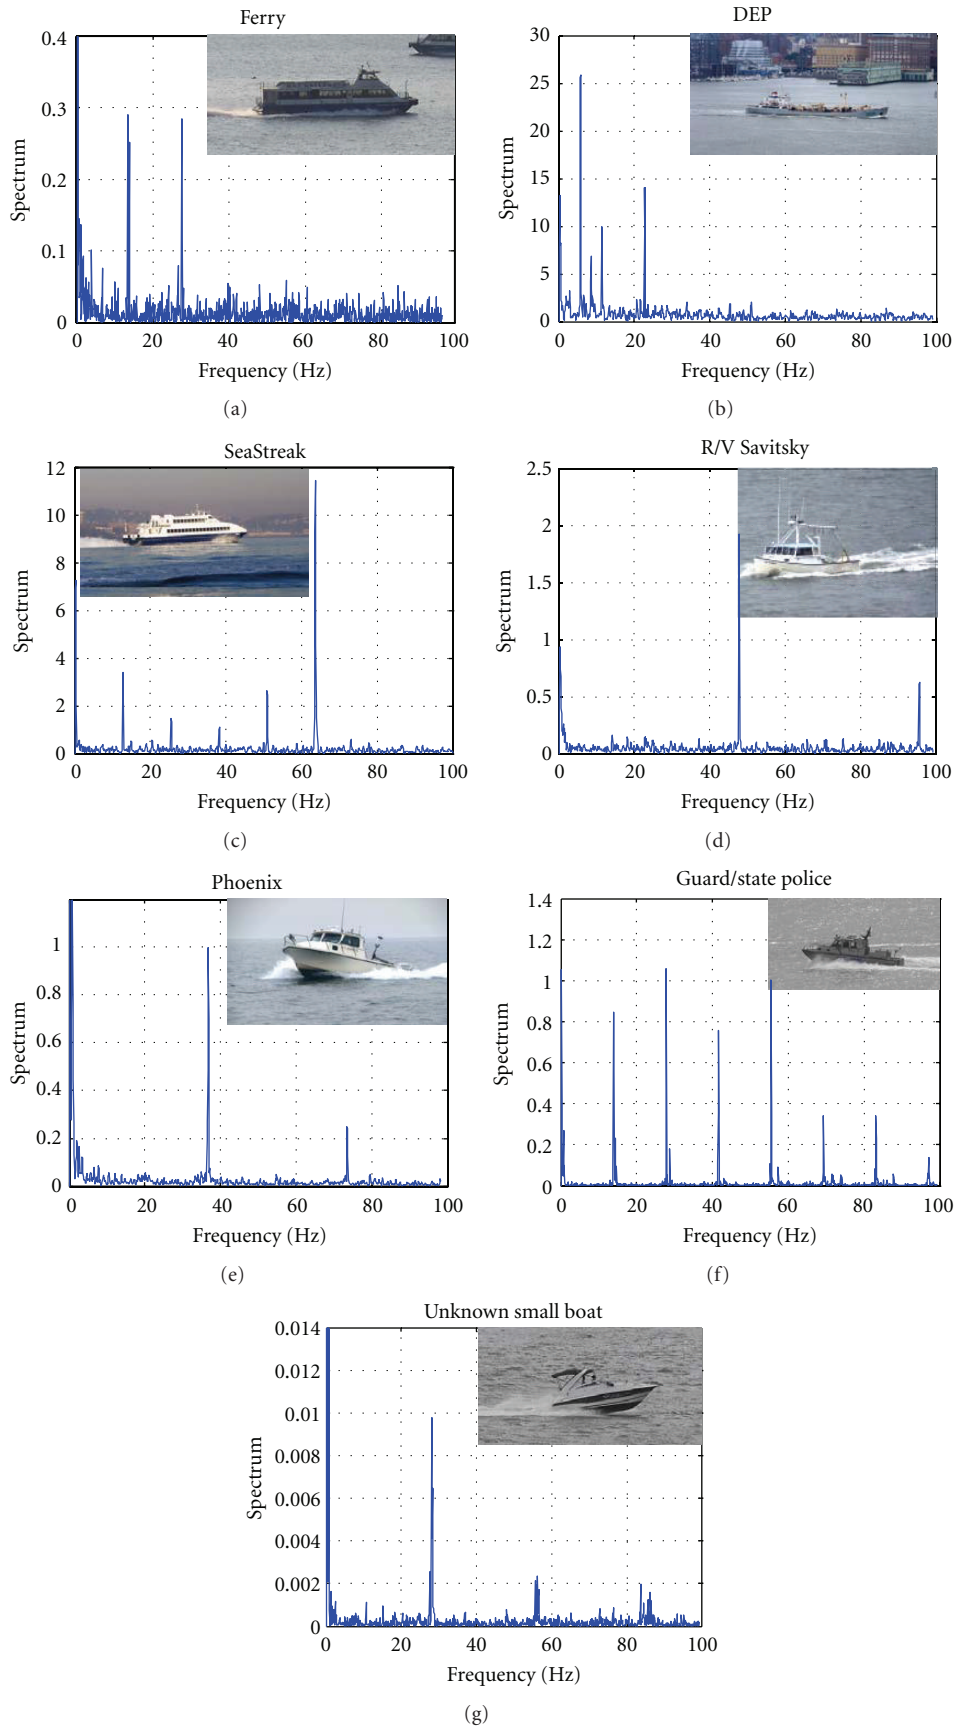 Ferry
0.4
0.3
0.2
0.1
0
Spectrum
0 20 40 60 80 100
Frequency (Hz)
(a)
DEP
30
25
20
15
10
5
0
Spectrum
0 20 40 60 80 100
Frequency (Hz)
(b)
SeaStreak
12
10
8
6
4
2
0
Spectrum
0 20 40 60 80 100
Frequency (Hz)
(c)
R/V Savitsky
2.5
2
1.5
1
0.5
0
Spectrum
0 20 40 60 80 100
Frequency (Hz)
(d)
Phoenix
1
0.8
0.6
0.4
0.2
0
Spectrum
0 20 40 60 80 100
Frequency (Hz)
(e)
Guard/state police
1.4
1.2
1
0.8
0.6
0.4
0.2
0
Spectrum
0 20 40 60 80 100
Frequency (Hz)
(f)
Unknown small boat
0.014
0.012
0.01
0.008
0.006
0.004
0.002
0
Spectrum
0 20 40 60 80 100
Frequency (Hz)
(g)